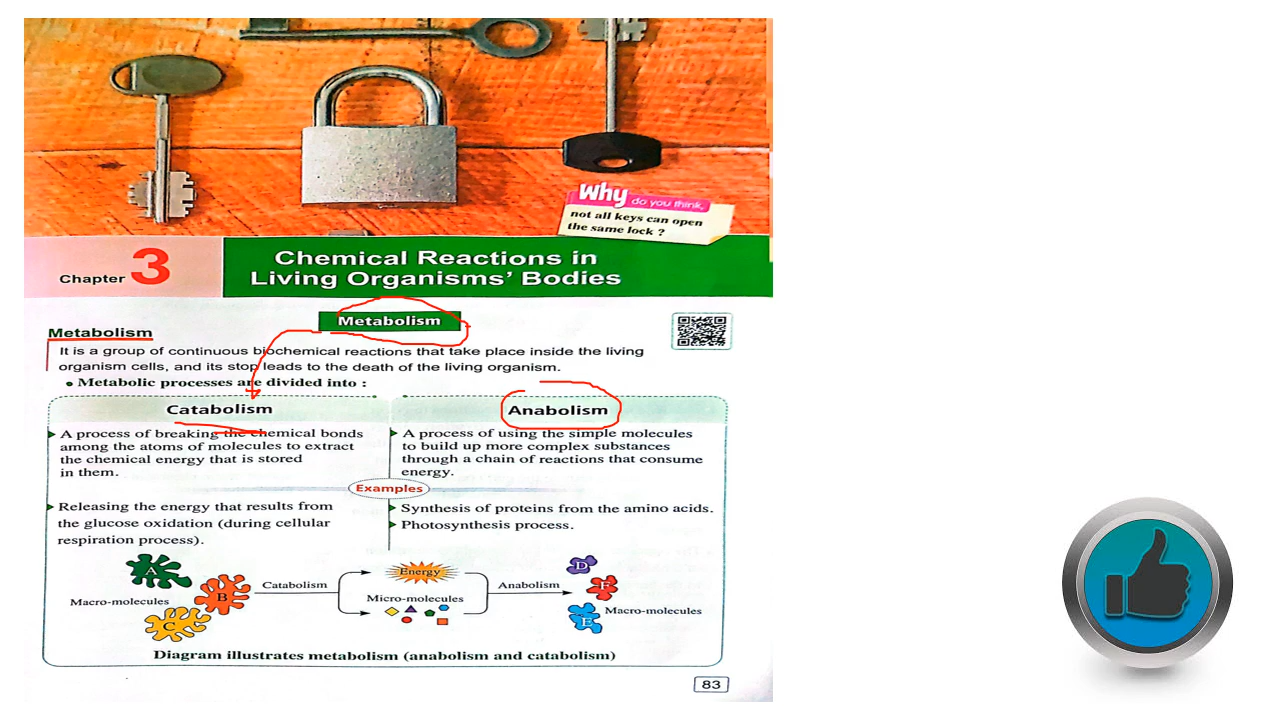 Why do you think,
not all keys can open
the same lock ?
Chapter 3
Chemical Reactions in
Living Organisms' Bodies
Metabolism
Metabolism
It is a group of continuous biochemical reactions that take place inside the living
organism cells, and its stop leads to the death of the living organism.
• Metabolic processes are divided into :
Catabolism
A process of breaking the chemical bonds
among the atoms of molecules to extract
the chemical energy that is stored
in them.
Anabolism
A process of using the simple molecules
to build up more complex substances
through a chain of reactions that consume
energy.
Examples
Releasing the energy that results from
the glucose oxidation (during cellular
respiration process).
Synthesis of proteins from the amino acids.
Photosynthesis process.
A
B
C
Macro-molecules
Catabolism
Energy
Micro-molecules
Anabolism
D
F
E
Macro-molecules
Diagram illustrates metabolism (anabolism and catabolism)
83